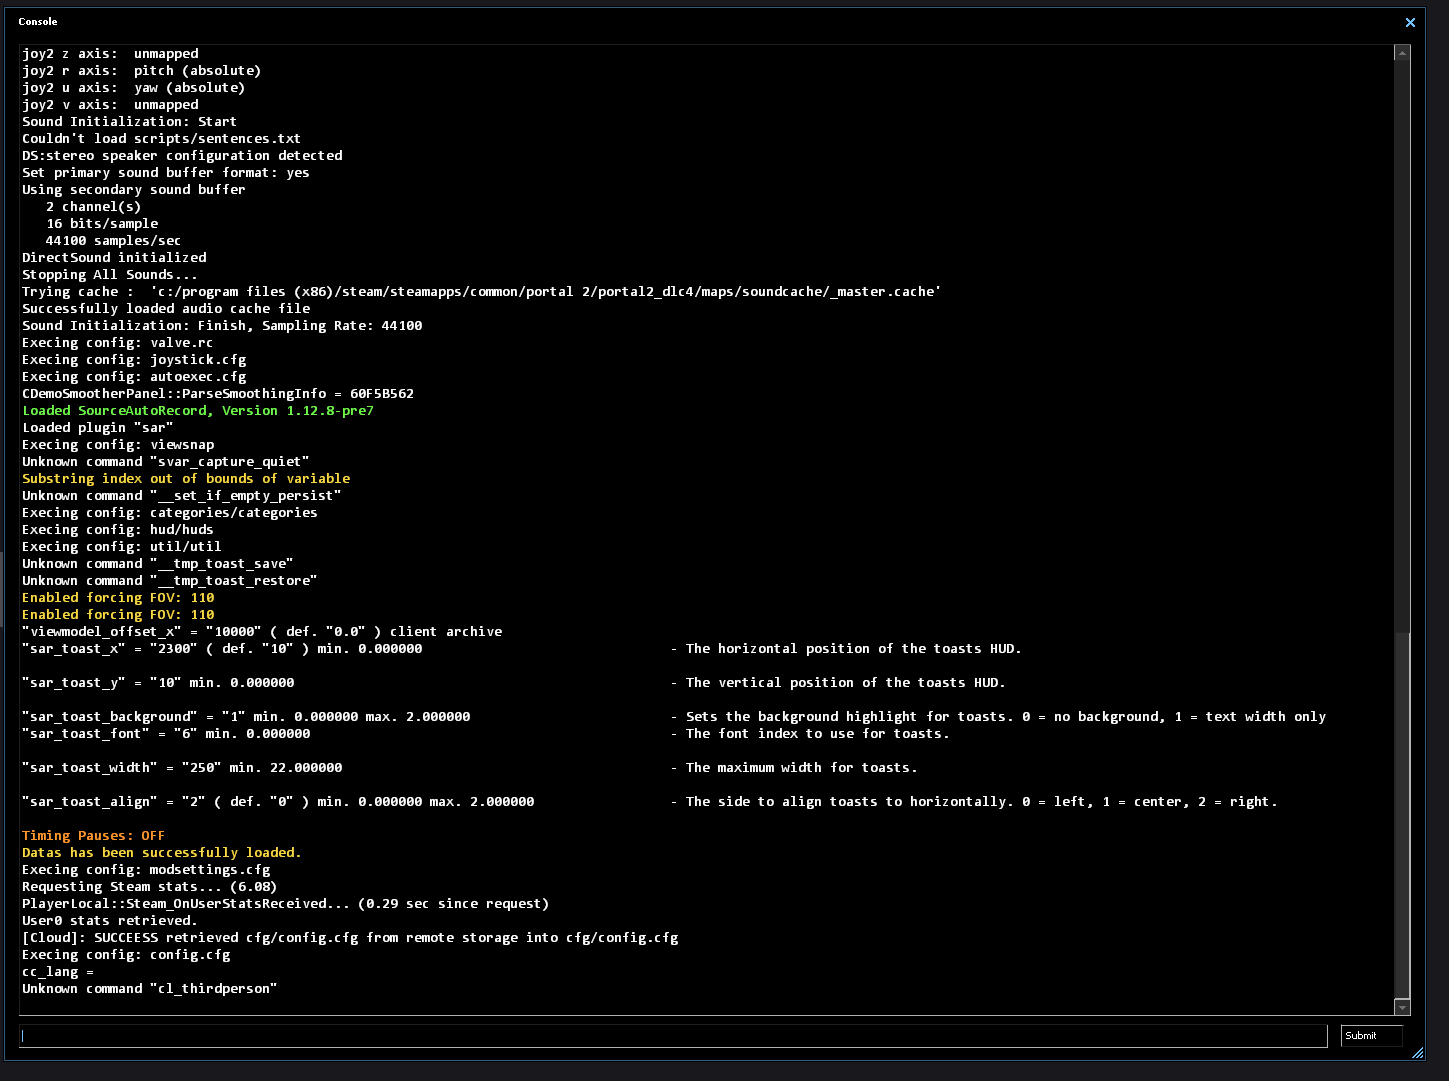 Console
joy2 z axis:  unmapped
joy2 r axis:  pitch (absolute)
joy2 u axis:  yaw (absolute)
joy2 v axis:  unmapped
Sound Initialization: Start
Couldn't load scripts/sentences.txt
DS:stereo speaker configuration detected
Set primary sound buffer format: yes
Using secondary sound buffer
   2 channel(s)
   16 bits/sample
   44100 samples/sec
DirectSound initialized
Stopping All Sounds...
Trying cache :  'c:/program files (x86)/steam/steamapps/common/portal 2/portal2_dlc4/maps/soundcache/_master.cache'
Successfully loaded audio cache file
Sound Initialization: Finish, Sampling Rate: 44100
Execing config: valve.rc
Execing config: joystick.cfg
Execing config: autoexec.cfg
CDemoSmootherPanel::ParseSmoothingInfo = 60F5B562
Loaded SourceAutoRecord, Version 1.12.8-pre7
Loaded plugin "sar"
Execing config: viewsnap
Unknown command "svar_capture_quiet"
Substring index out of bounds of variable
Unknown command "__set_if_empty_persist"
Execing config: categories/categories
Execing config: hud/huds
Execing config: util/util
Unknown command "__tmp_toast_save"
Unknown command "__tmp_toast_restore"
Enabled forcing FOV: 110
Enabled forcing FOV: 110
"viewmodel_offset_x" = "10000" ( def. "0.0" ) client archive
"sar_toast_x" = "2300" ( def. "10" ) min. 0.000000 - The horizontal position of the toasts HUD.
"sar_toast_y" = "10" min. 0.000000 - The vertical position of the toasts HUD.
"sar_toast_background" = "1" min. 0.000000 max. 2.000000 - Sets the background highlight for toasts. 0 = no background, 1 = text width only
"sar_toast_font" = "6" min. 0.000000 - The font index to use for toasts.
"sar_toast_width" = "250" min. 22.000000 - The maximum width for toasts.
"sar_toast_align" = "2" ( def. "0" ) min. 0.000000 max. 2.000000 - The side to align toasts to horizontally. 0 = left, 1 = center, 2 = right.
Timing Pauses: OFF
Datas has been successfully loaded.
Execing config: modsettings.cfg
Requesting Steam stats... (6.08)
PlayerLocal::Steam_OnUserStatsReceived... (0.29 sec since request)
User0 stats retrieved.
[Cloud]: SUCCEESS retrieved cfg/config.cfg from remote storage into cfg/config.cfg
Execing config: config.cfg
cc_lang =
Unknown command "cl_thirdperson"
Submit